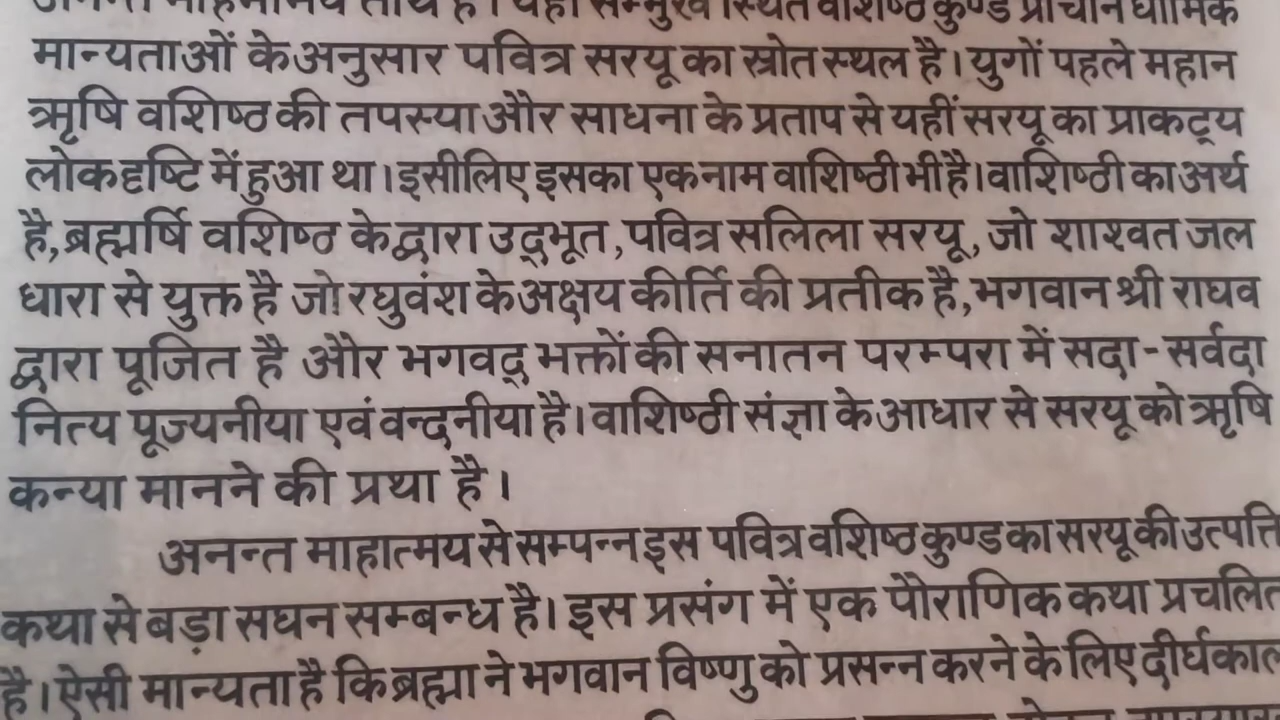 महिमामय तीर्थ है। यहाँ सम्मुख स्थित वाशिष्ठ कुण्ड प्राचीन धार्मिक
मान्यताओं के अनुसार पवित्र सरयू का स्रोत स्थल है। युगों पहले महान
ऋषि वशिष्ठ की तपस्या और साधना के प्रताप से यहीं सरयू का प्राकट्य
लोकदृष्टि में हुआ था। इसीलिए इसका एक नाम वाशिष्ठी भी है। वाशिष्ठी का अर्थ
है, ब्रह्मर्षि वशिष्ठ के द्वारा उद्भूत, पवित्र सलिला सरयू, जो शाश्वत जल
धारा से युक्त है जो रघुवंश के अक्षय कीर्ति की प्रतीक है, भगवान श्री राघव
द्वारा पूजित है और भगवद् भक्तों की सनातन परम्परा में सदा-सर्वदा
नित्य पूज्यनीया एवं वन्दनीया है। वाशिष्ठी संज्ञा के आधार से सरयू को ऋषि
कन्या मानने की प्रथा है।
अनन्त माहात्मय से सम्पन्न इस पवित्र वशिष्ठ कुण्ड का सरयू की उत्पत्ति
कथा से बड़ा सघन सम्बन्ध है। इस प्रसंग में एक पौराणिक कथा प्रचलित
है। ऐसी मान्यता है कि ब्रह्मा ने भगवान विष्णु को प्रसन्न करने के लिए दीर्घकाल